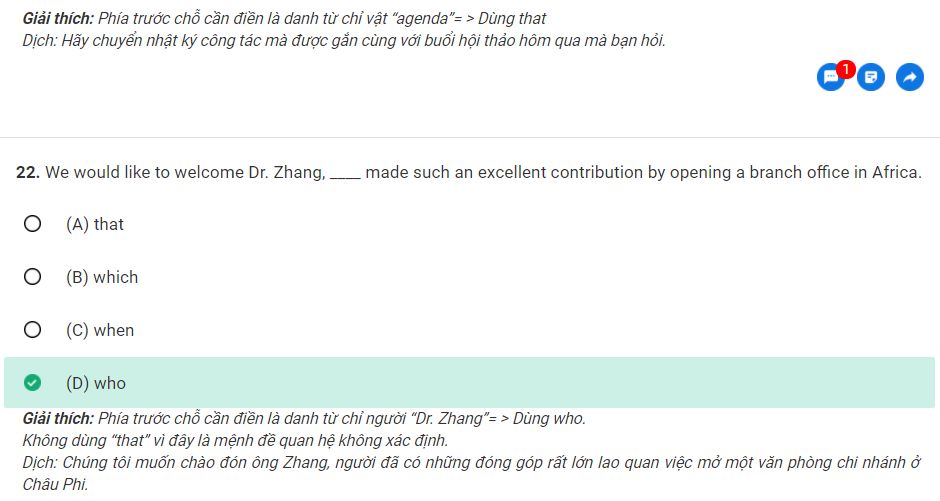 Giải thích: Phía trước chỗ cần điền là danh từ chỉ vật “agenda”= > Dùng that
Dịch: Hãy chuyển nhật ký công tác mà được gắn cùng với buổi hội thảo hôm qua mà bạn hỏi.
1
22. We would like to welcome Dr. Zhang, ____ made such an excellent contribution by opening a branch office in Africa.
(A) that
(B) which
(C) when
(D) who
Giải thích: Phía trước chỗ cần điền là danh từ chỉ người “Dr. Zhang”= > Dùng who.
Không dùng “that” vì đây là mệnh đề quan hệ không xác định.
Dịch: Chúng tôi muốn chào đón ông Zhang, người đã có những đóng góp rất lớn lao quan việc mở một văn phòng chi nhánh ở
Châu Phi.